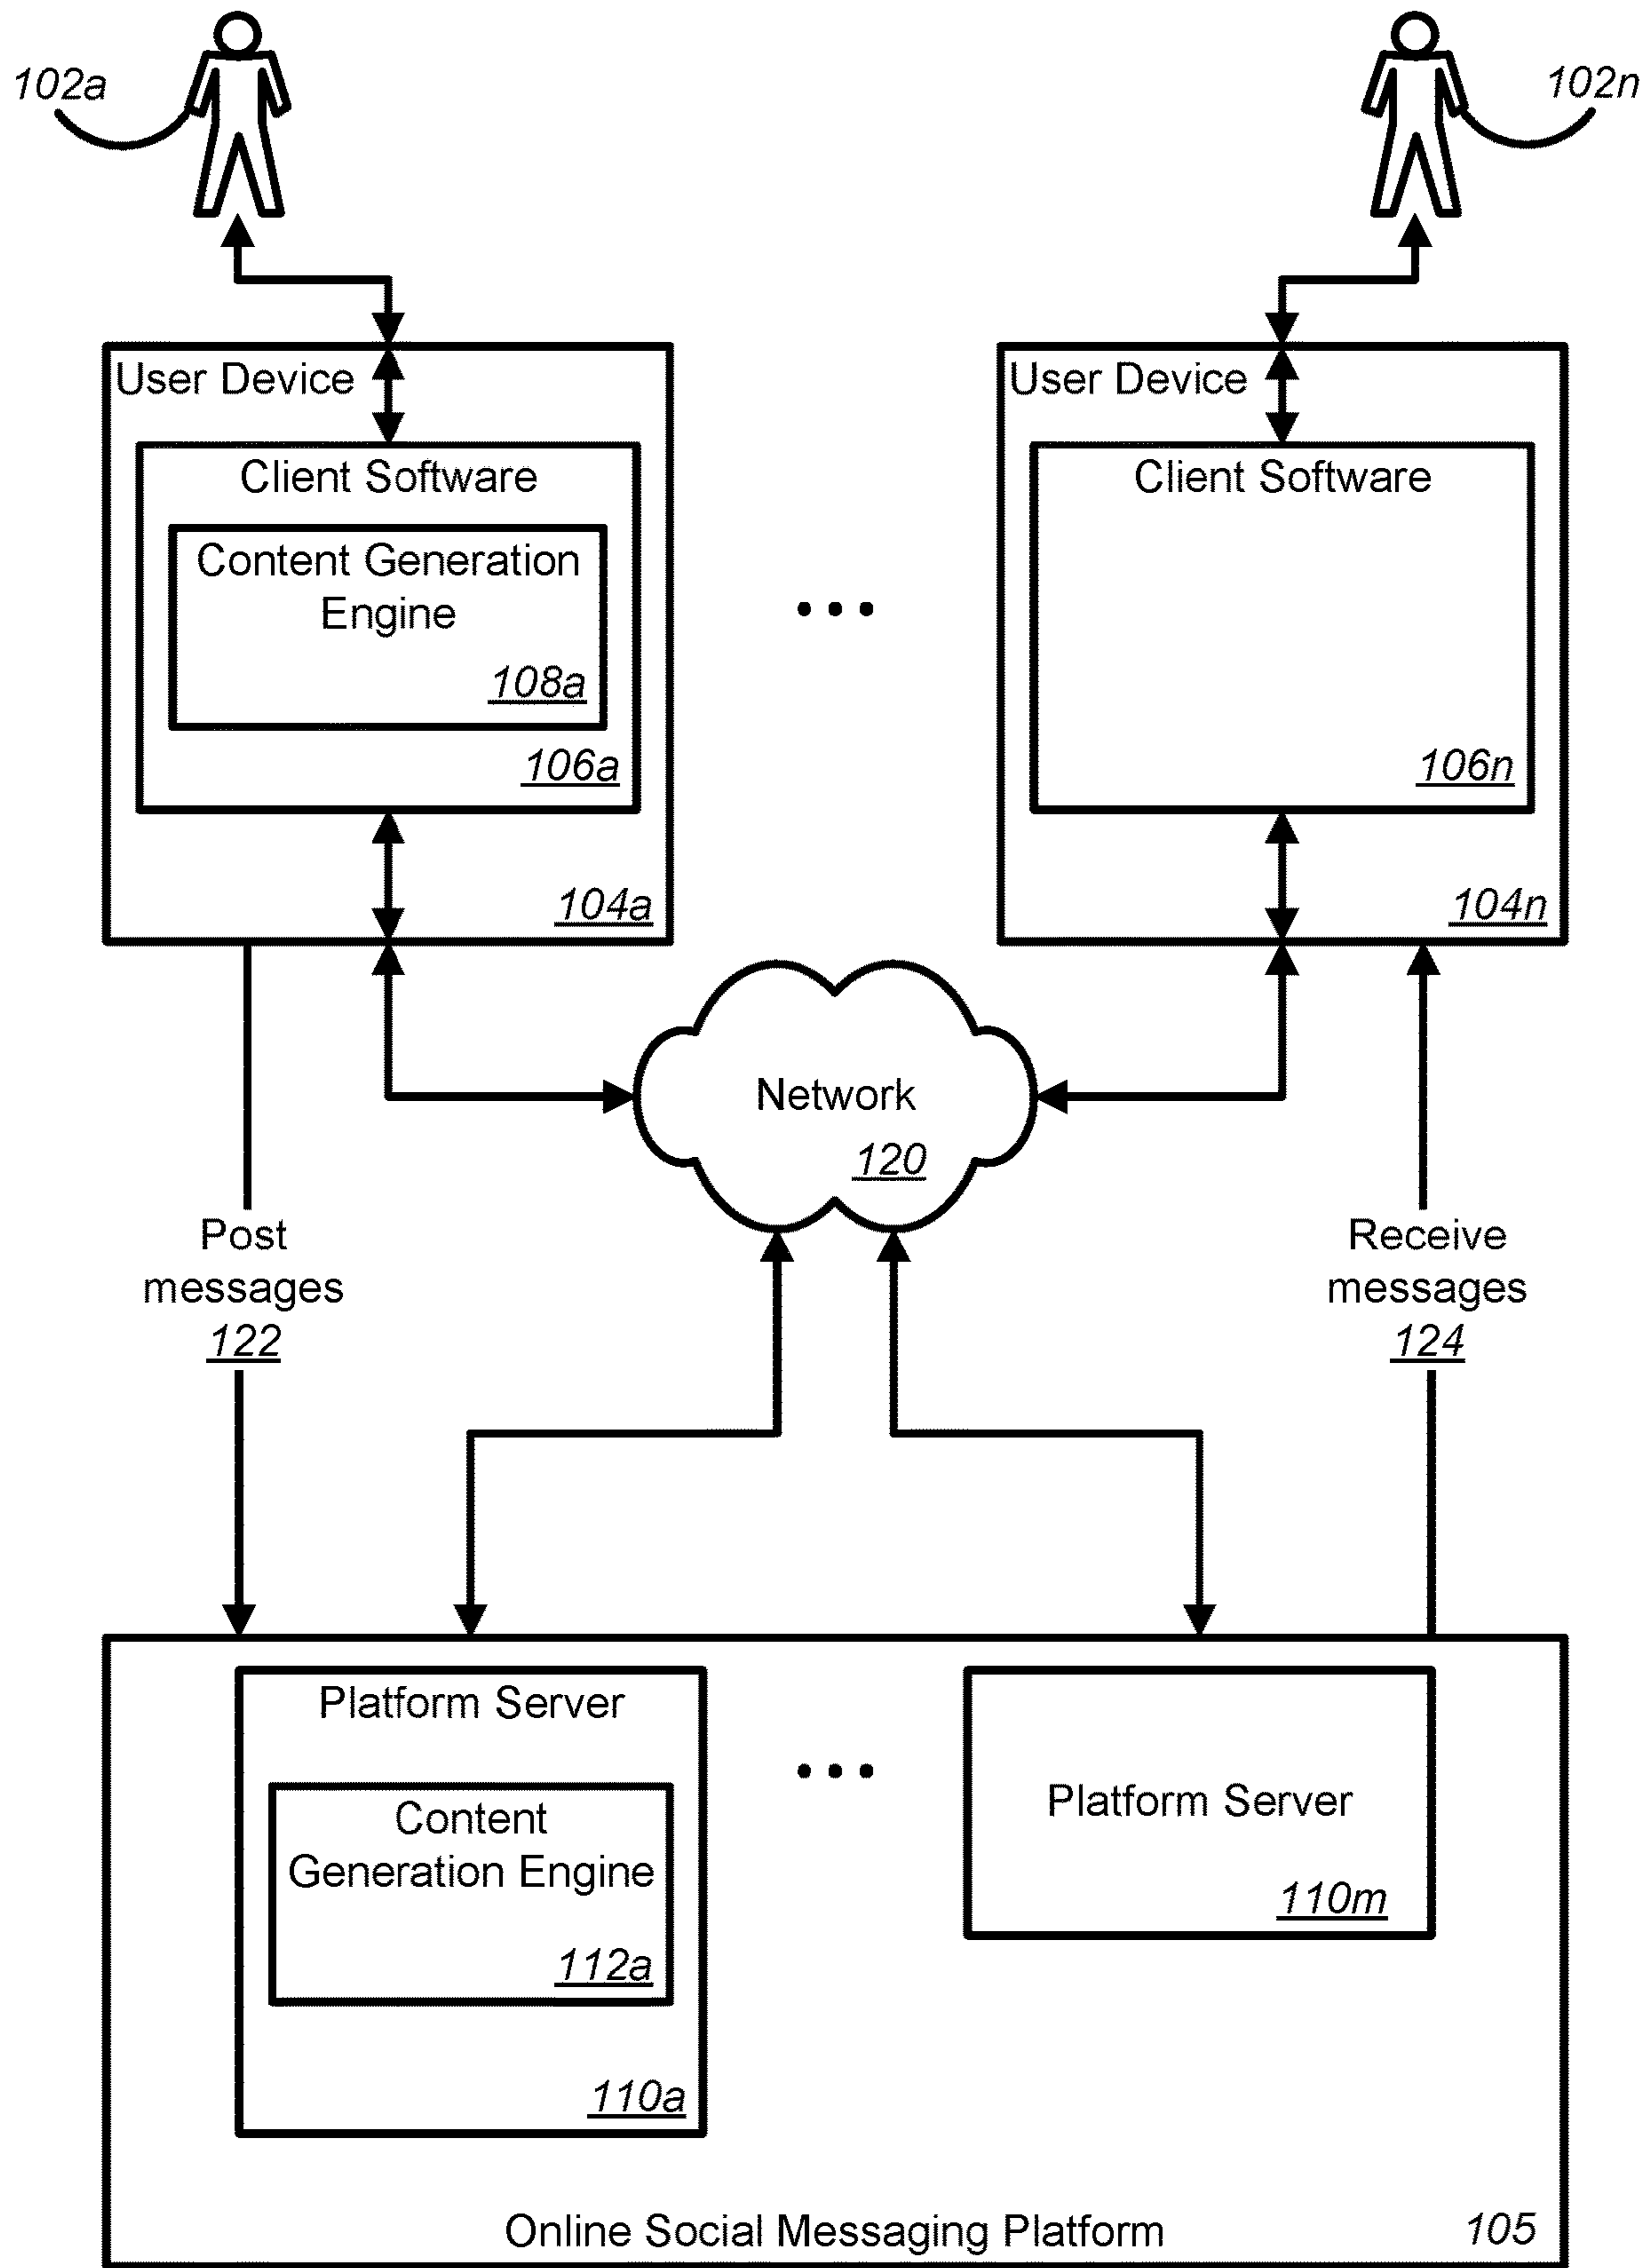 102a
102n
User Device
Client Software
Content Generation
Engine
108a
106a
104a
User Device
Client Software
106n
104n
Network
120
Post
messages
122
Receive
messages
124
Platform Server
Content
Generation Engine
112a
110a
Platform Server
110m
Online Social Messaging Platform
105